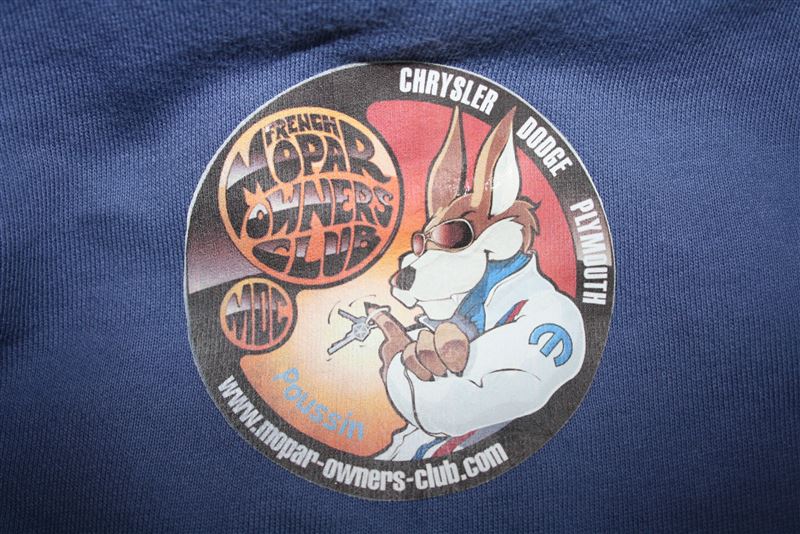 CHRYSLER DODGE PLYMOUTH
FRENCH
MOPAR
OWNERS
CLUB
MOC
Poussin
www.mopar-owners-club.com